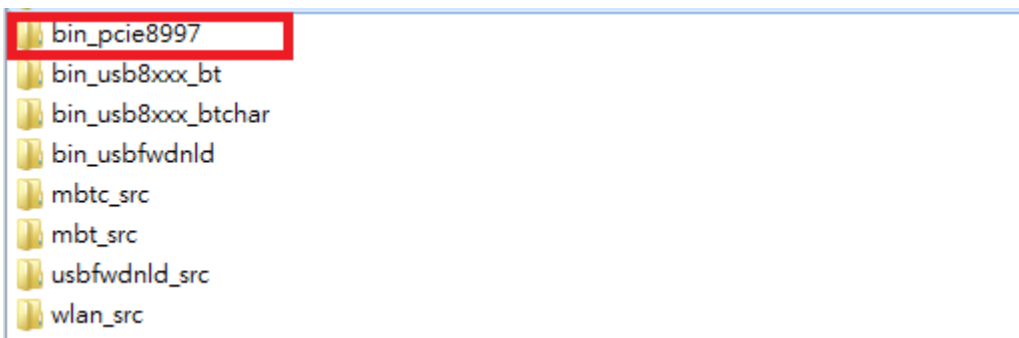 bin_pcie8997
bin_usb8xxx_bt
bin_usb8xxx_btchar
bin_usbfwdnld
mbtc_src
mbt_src
usbfwdnld_src
wlan_src